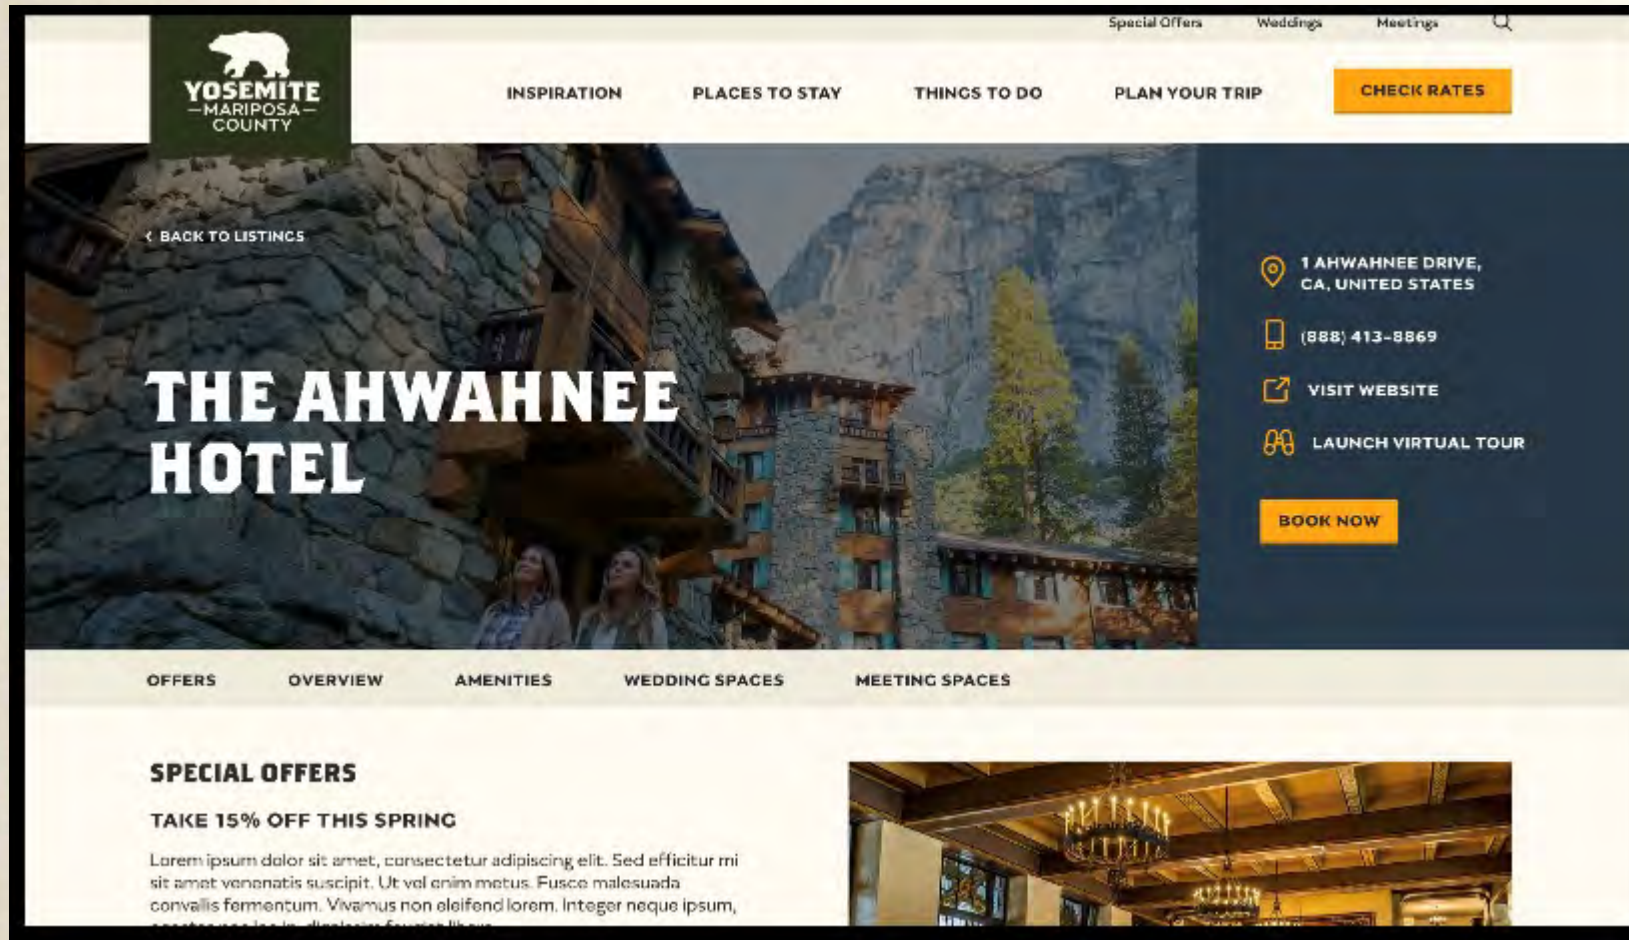 Special Offers
Weddings
Meetings
YOSEMITE
MARIPOSA
COUNTY
INSPIRATION
PLACES TO STAY
THINGS TO DO
PLAN YOUR TRIP
CHECK RATES
BACK TO LISTINGS
THE AHWAHNEE
HOTEL
1 AHWAHNEE DRIVE,
CA, UNITED STATES
(888) 413-8869
VISIT WEBSITE
LAUNCH VIRTUAL TOUR
BOOK NOW
OFFERS
OVERVIEW
AMENITIES
WEDDING SPACES
MEETING SPACES
SPECIAL OFFERS
TAKE 15% OFF THIS SPRING
Lorem ipsum dolor sit amet, consectetur adipiscing elit. Sed efficitur mi
sit amet venenatis suscipit. Ut vel enim metus. Fusce malesuada
convallis fermentum. Vivamus non eleifend lorem. Integer neque ipsum,